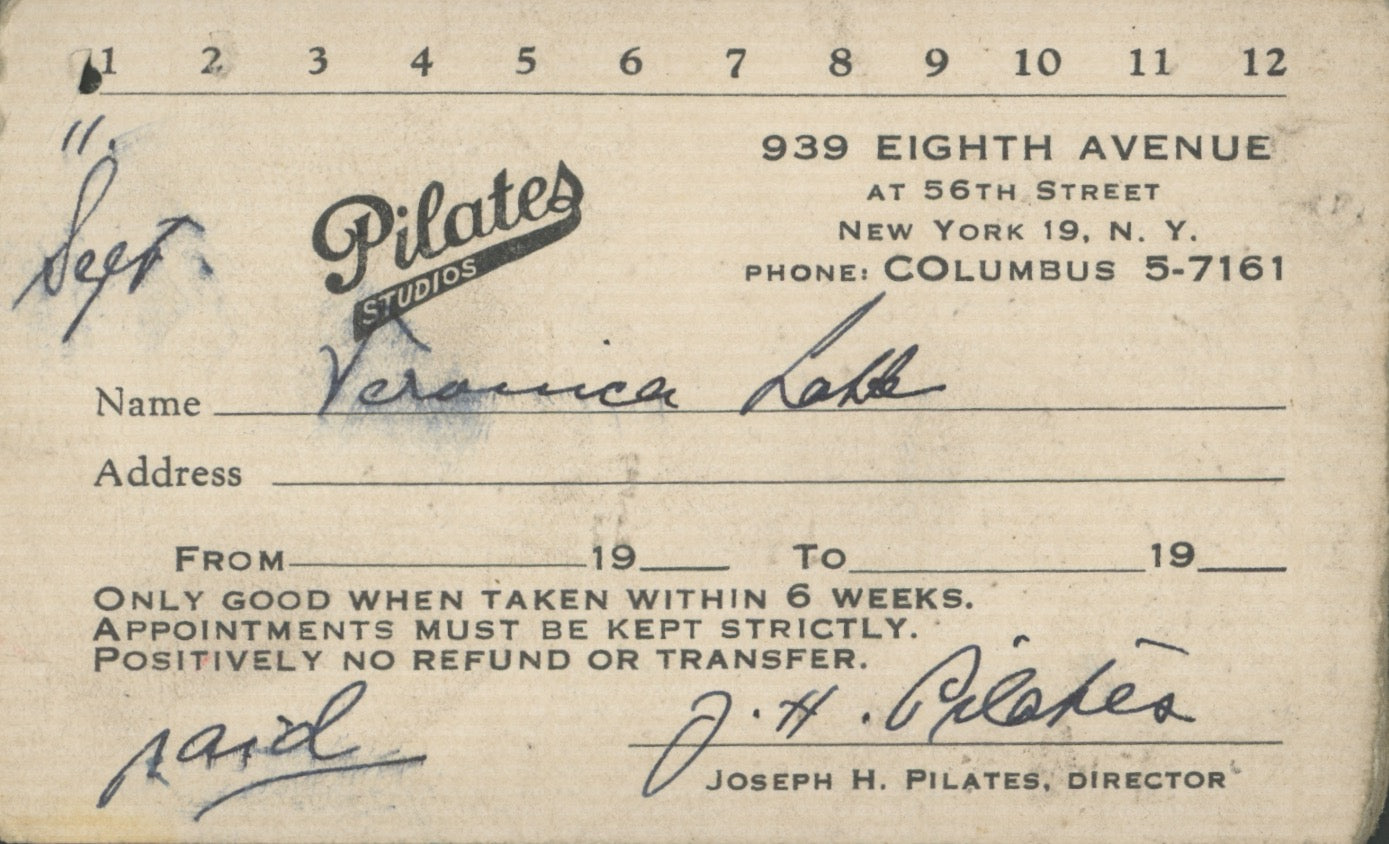 1 2 3 4 5 6 7 8 9 10 11 12
11.
Sept.
Pilates
STUDIOS
939 EIGHTH AVENUE
AT 56TH STREET
NEW YORK 19, N. Y.
PHONE: COLUMBUS 5-7161
Name Veronica Lake
Address
FROM 19 TO 19
ONLY GOOD WHEN TAKEN WITHIN 6 WEEKS.
APPOINTMENTS MUST BE KEPT STRICTLY.
POSITIVELY NO REFUND OR TRANSFER.
paid
J. H. Pilates
JOSEPH H. PILATES, DIRECTOR